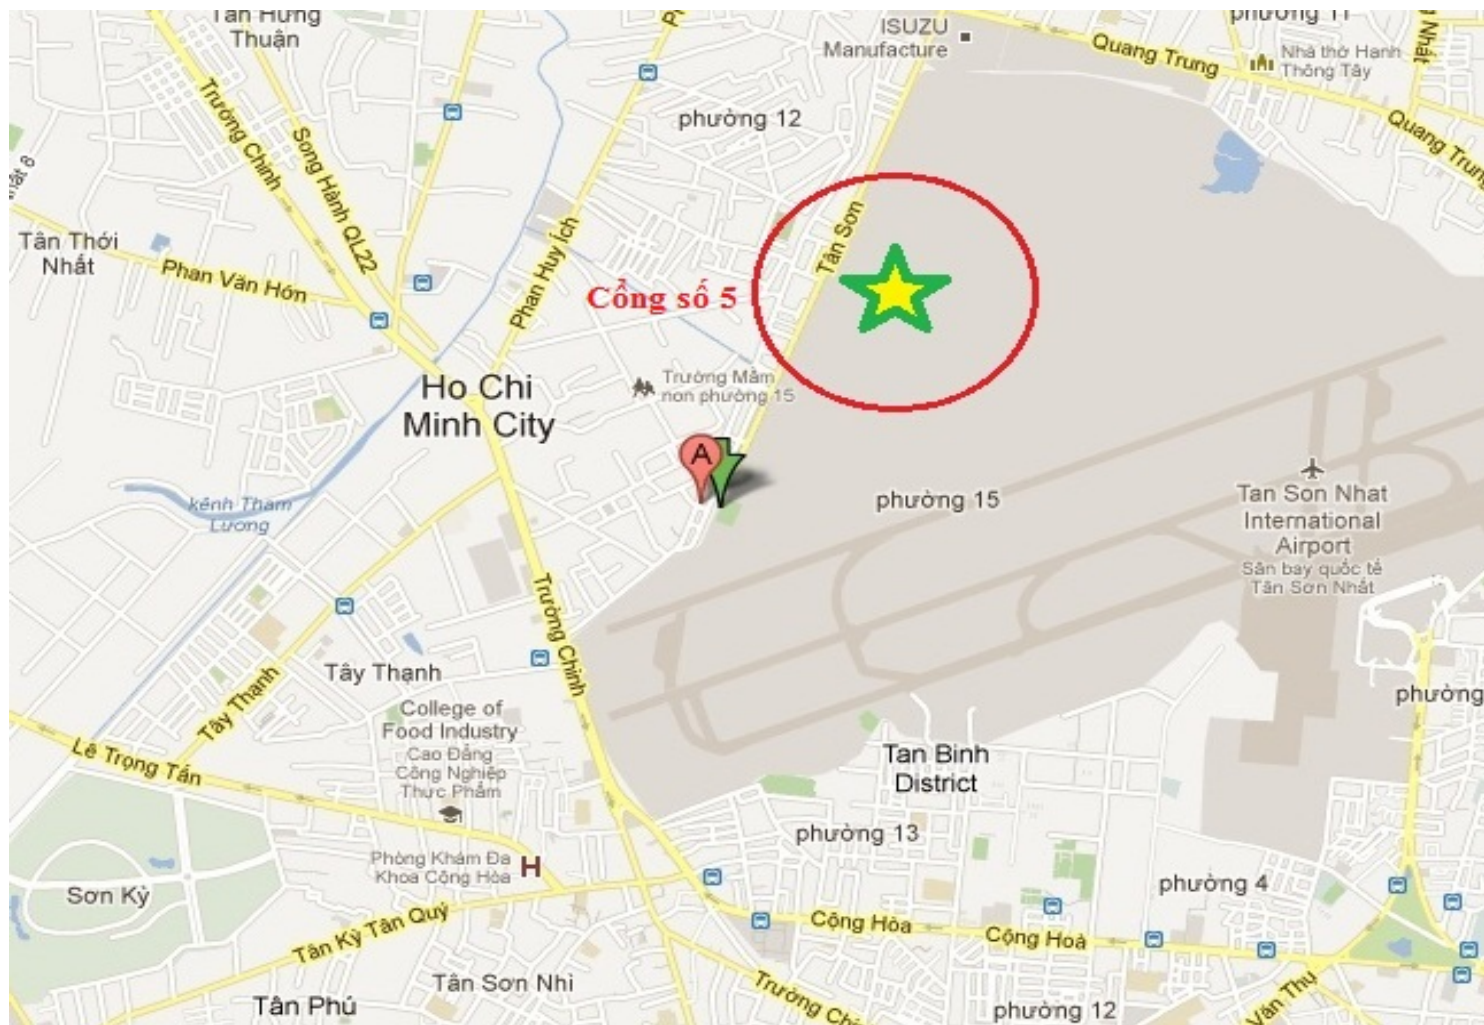 Tân Hưng
Thuận
ISUZU
Manufacture
phường 11
Quang Trung
Nhà thờ Hạnh
Thông Tây
Quang Trung
phường 12
Trường Chinh
Song Hành QL22
Tân Thới
Nhất
Phan Văn Hớn
Phan Huy Ích
Tân Sơn
Cổng số 5
Ho Chi
Minh City
Trường Mầm
non phường 15
A
kênh Tham
Lương
phường 15
Tan Son Nhat
International
Airport
Sân bay quốc tế
Tân Sơn Nhất
Trường Chinh
Tây Thạnh
Tây Thạnh
College of
Food Industry
Cao Đẳng
Công Nghiệp
Thực Phẩm
Lê Trọng Tấn
phường
Tan Binh
District
phường 13
Phòng Khám Đa
Khoa Cộng Hòa
H
phường 4
Sơn Kỳ
Cộng Hòa
Cộng Hoà
Tân Kỳ Tân Quý
Tân Sơn Nhì
Tân Phú
phường 12